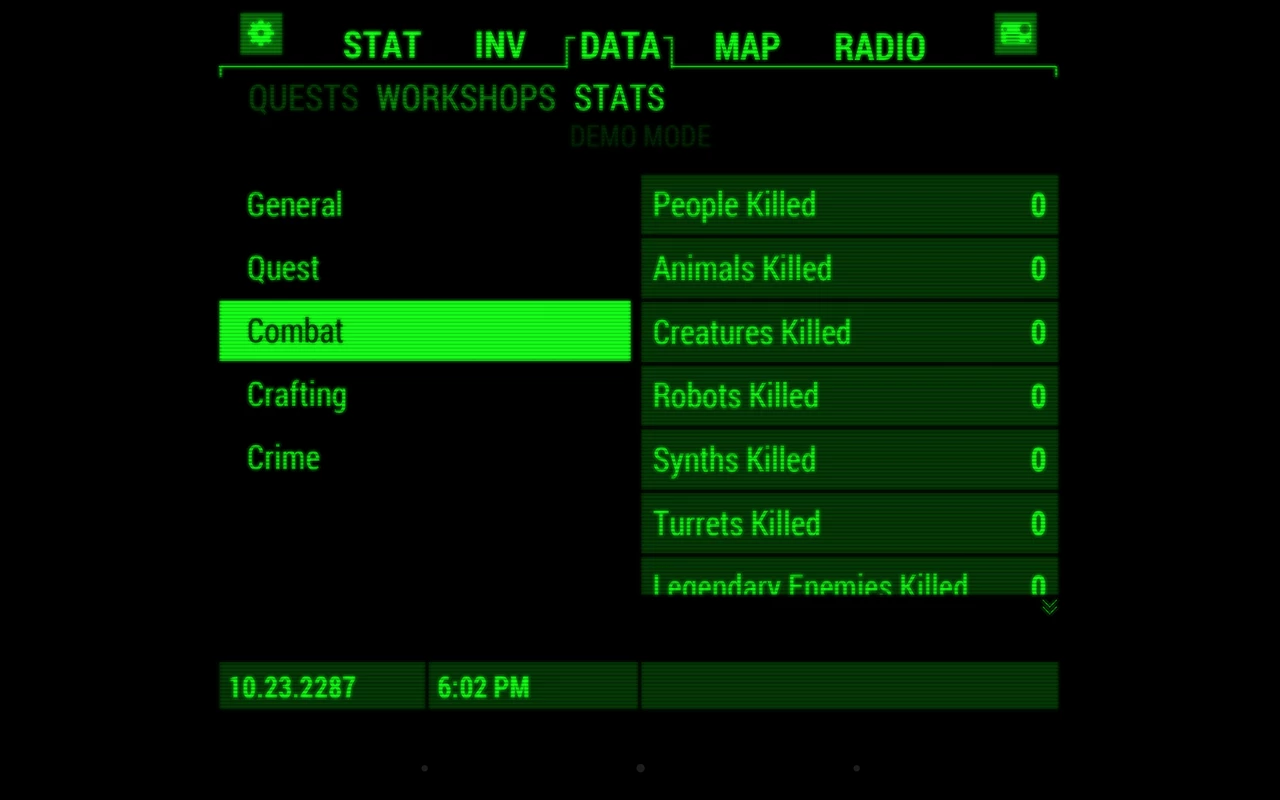 STAT INV DATA MAP RADIO
QUESTS WORKSHOPS STATS
DEMO MODE
General
Quest
Combat
Crafting
Crime
People Killed 0
Animals Killed 0
Creatures Killed 0
Robots Killed 0
Synths Killed 0
Turrets Killed 0
Legendary Enemies Killed 0
10.23.2287 6:02 PM